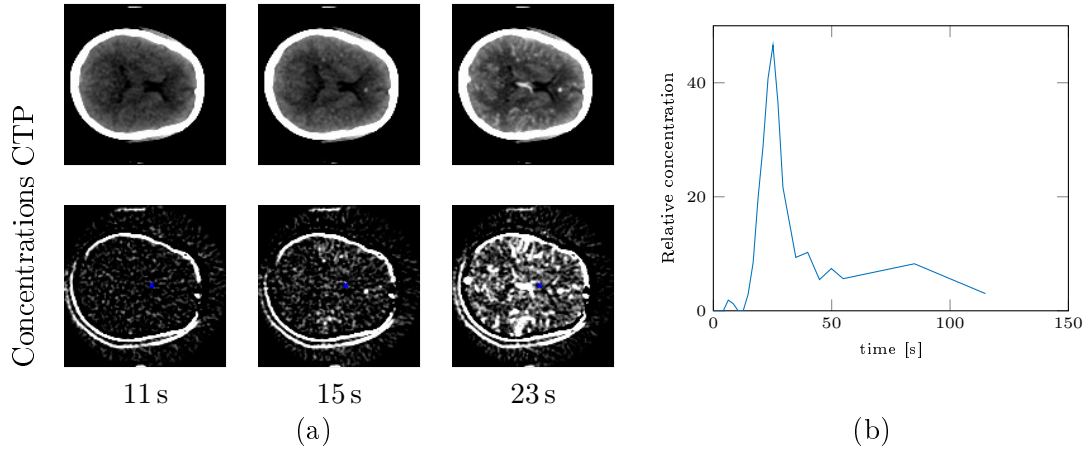 CTP
Concentrations
11 s
15 s
23 s
(a)
Relative concentration
40
20
0
0
50
100
150
time [s]
(b)